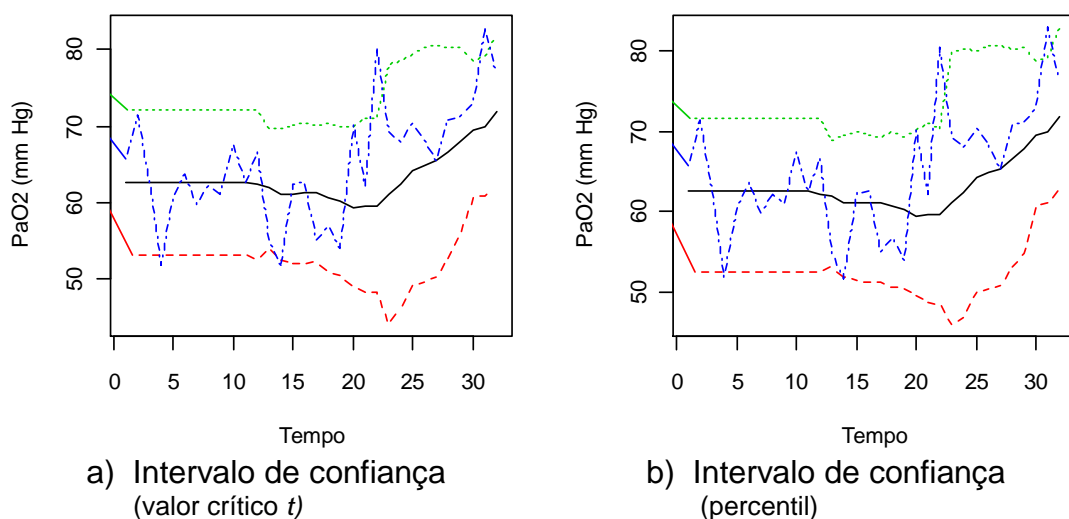 PaO2 (mm Hg)
80
70
60
50
0 5 10 15 20 25 30
Tempo
a) Intervalo de confiança
(valor crítico t)
PaO2 (mm Hg)
80
70
60
50
0 5 10 15 20 25 30
Tempo
b) Intervalo de confiança
(percentil)